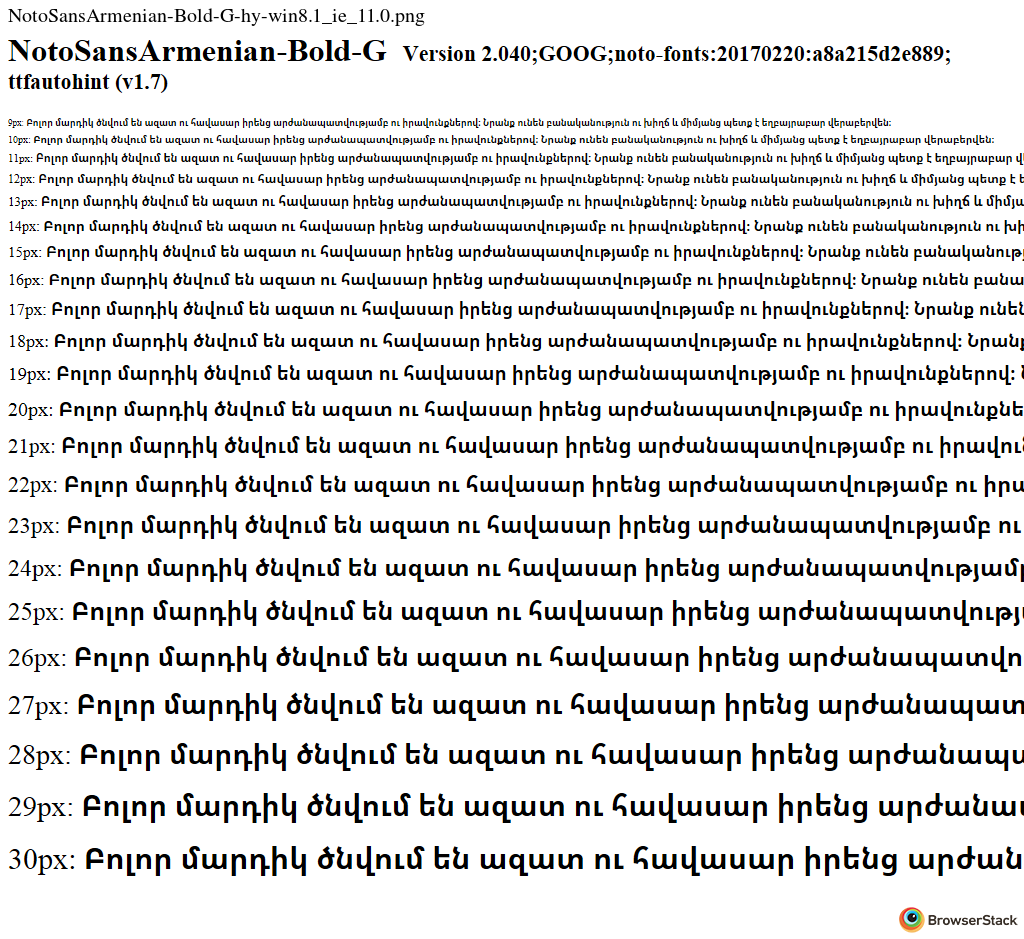 NotoSansArmenian-Bold-G-hy-win8.1_ie_11.0.png
NotoSansArmenian-Bold-G Version 2.040;GOOG;noto-fonts:20170220:a8a215d2e889;
ttfautohint (v1.7)
9px: Բոլոր մարդիկ ծնվում են ազատ ու հավասար իրենց արժանապատվությամբ ու իրավունքներով։ Նրանք ունեն բանականություն ու խիղճ և միմյանց պետք է եղբայրաբար վերաբերվեն։
10px: Բոլոր մարդիկ ծնվում են ազատ ու հավասար իրենց արժանապատվությամբ ու իրավունքներով։ Նրանք ունեն բանականություն ու խիղճ և միմյանց պետք է եղբայրաբար վերաբերվեն։
11px: Բոլոր մարդիկ ծնվում են ազատ ու հավասար իրենց արժանապատվությամբ ու իրավունքներով։ Նրանք ունեն բանականություն ու խիղճ և միմյանց պետք է եղբայրաբար
12px: Բոլոր մարդիկ ծնվում են ազատ ու հավասար իրենց արժանապատվությամբ ու իրավունքներով։ Նրանք ունեն բանականություն ու խիղճ և միմյանց պետք է
13px: Բոլոր մարդիկ ծնվում են ազատ ու հավասար իրենց արժանապատվությամբ ու իրավունքներով։ Նրանք ունեն բանականություն ու խիղճ և
14px: Բոլոր մարդիկ ծնվում են ազատ ու հավասար իրենց արժանապատվությամբ ու իրավունքներով։ Նրանք ունեն բանականություն ու
15px: Բոլոր մարդիկ ծնվում են ազատ ու հավասար իրենց արժանապատվությամբ ու իրավունքներով։ Նրանք ունեն
16px: Բոլոր մարդիկ ծնվում են ազատ ու հավասար իրենց արժանապատվությամբ ու իրավունքներով։ Նրանք ունեն բանա
17px: Բոլոր մարդիկ ծնվում են ազատ ու հավասար իրենց արժանապատվությամբ ու իրավունքներով։ Նրանք ունեն
18px: Բոլոր մարդիկ ծնվում են ազատ ու հավասար իրենց արժանապատվությամբ ու իրավունքներով։ Նրան
19px: Բոլոր մարդիկ ծնվում են ազատ ու հավասար իրենց արժանապատվությամբ ու իրավունքներով։
20px: Բոլոր մարդիկ ծնվում են ազատ ու հավասար իրենց արժանապատվությամբ ու իրավունքնե
21px: Բոլոր մարդիկ ծնվում են ազատ ու հավասար իրենց արժանապատվությամբ ու իրավու
22px: Բոլոր մարդիկ ծնվում են ազատ ու հավասար իրենց արժանապատվությամբ ու իրա
23px: Բոլոր մարդիկ ծնվում են ազատ ու հավասար իրենց արժանապատվությամբ ու
24px: Բոլոր մարդիկ ծնվում են ազատ ու հավասար իրենց արժանապատվությամբ
25px: Բոլոր մարդիկ ծնվում են ազատ ու հավասար իրենց արժանապատվությ
26px: Բոլոր մարդիկ ծնվում են ազատ ու հավասար իրենց արժանապատվո
27px: Բոլոր մարդիկ ծնվում են ազատ ու հավասար իրենց արժանապատ
28px: Բոլոր մարդիկ ծնվում են ազատ ու հավասար իրենց արժանապա
29px: Բոլոր մարդիկ ծնվում են ազատ ու հավասար իրենց արժանա
30px: Բոլոր մարդիկ ծնվում են ազատ ու հավասար իրենց արժան
BrowserStack